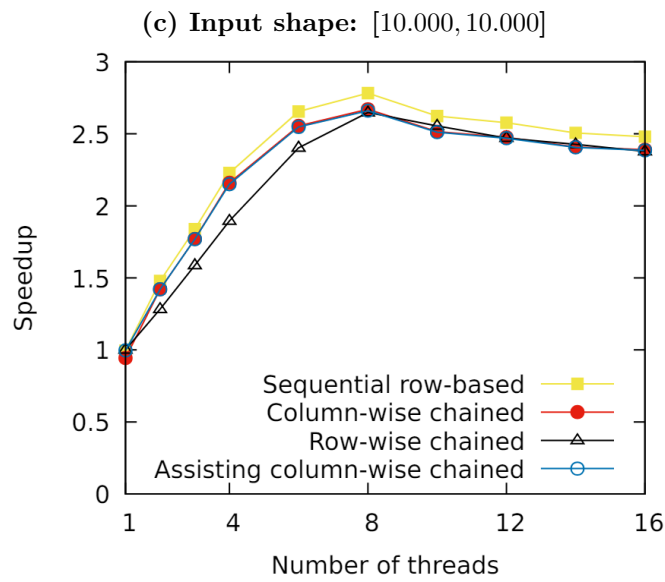 (c) Input shape: [10.000, 10.000]
3
2.5
2
1.5
1
0.5
0
Speedup
Sequential row-based
Column-wise chained
Row-wise chained
Assisting column-wise chained
1 4 8 12 16
Number of threads